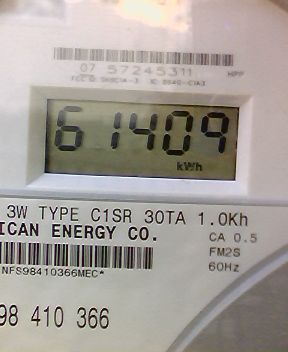 07 57245311 HPP
61409
kWh
3W TYPE C1SR 30TA 1.0Kh
ICAN ENERGY CO.
CA 0.5
FM2S
NFS98410366MEC*
60Hz
98 410 366